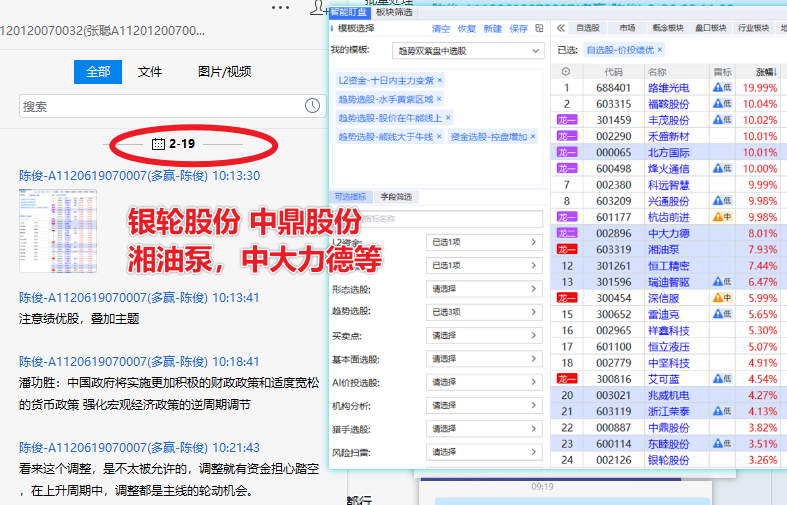 120120070032(张聪A11201200700...
全部
文件
图片/视频
搜索
2-19
陈俊-A1120619070007(多赢-陈俊) 10:13:30
银轮股份 中鼎股份
湘油泵，中大力德等
陈俊-A1120619070007(多赢-陈俊) 10:13:41
注意绩优股，叠加主题
陈俊-A1120619070007(多赢-陈俊) 10:18:41
潘功胜：中国政府将实施更加积极的财政政策和适度宽松
的货币政策 强化宏观经济政策的逆周期调节
陈俊-A1120619070007(多赢-陈俊) 10:21:43
看来这个调整，是不太被允许的，调整就有资金担心踏空
，在上升周期中，调整都是主线的轮动机会。
智能盯盘 板块筛选
模板选择 清空 恢复 新建 保存
我的模板: 趋势双紫盘中选股
L2资金-十日内主力变紫 ×
趋势选股-水手黄紫区域 ×
趋势选股-股价在牛熊线上 ×
趋势选股-熊线大于牛线 × 资金选股-控盘增加 ×
可选指标 字段筛选
指标名称
L2资金: 已选1项
已选1项
形态选股: 请选择
趋势选股: 已选3项
买卖点: 请选择
基本面选股: 请选择
AI价投选股: 请选择
机构分析: 请选择
猎手选股: 请选择
风险扫雷: 请选择
自选股 市场 概念板块 盘口板块 行业板块
已选: 自选股-价投绩优 ×
代码 名称 雷标 涨幅↓
1 688401 路维光电 低 19.99%
2 603315 福鞍股份 低 10.04%
龙一 301459 丰茂股份 低 10.02%
龙一 002290 禾盛新材 10.01%
龙一 000065 北方国际 10.01%
龙一 600498 烽火通信 低 10.00%
7 002380 科远智慧 9.99%
8 603209 兴通股份 低 9.98%
龙一 601177 杭齿前进 中 9.98%
龙一 002896 中大力德 8.01%
龙一 603319 湘油泵 7.93%
12 301261 恒工精密 7.44%
13 301596 瑞迪智驱 低 6.47%
龙一 300454 深信服 中 5.99%
15 300652 雷迪克 低 5.65%
16 002965 祥鑫科技 5.30%
17 601100 恒立液压 5.07%
18 002779 中坚科技 4.91%
龙一 300816 艾可蓝 低 4.54%
20 003021 兆威机电 4.27%
21 603119 浙江荣泰 低 4.13%
22 000887 中鼎股份 3.82%
23 600114 东睦股份 低 3.51%
24 002126 银轮股份 3.26%
09:19